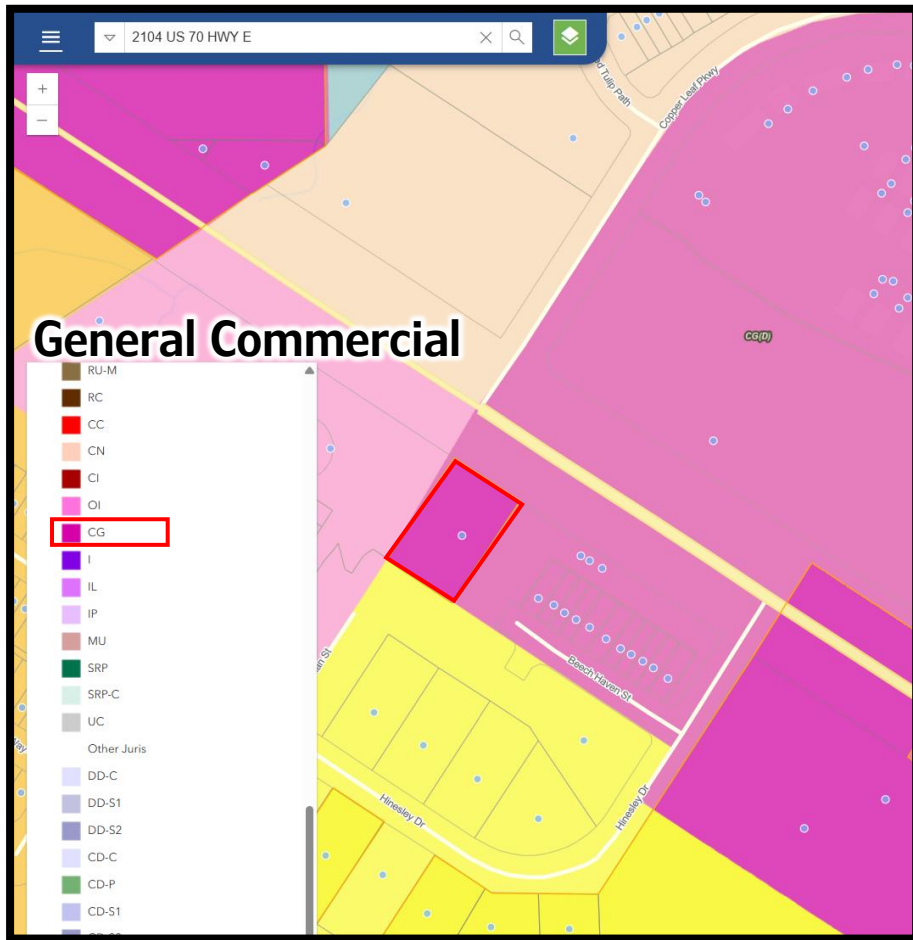 2104 US 70 HWY E
Tulip Path
Copper Leaf Pkwy
+
−
CG(D)
General Commercial
RU-M
RC
CC
CN
CI
OI
CG
I
IL
IP
MU
SRP
SRP-C
UC
Other Juris
DD-C
DD-S1
DD-S2
CD-C
CD-P
CD-S1
St
Beech Haven St
Hinesley Dr
Hinesley Dr